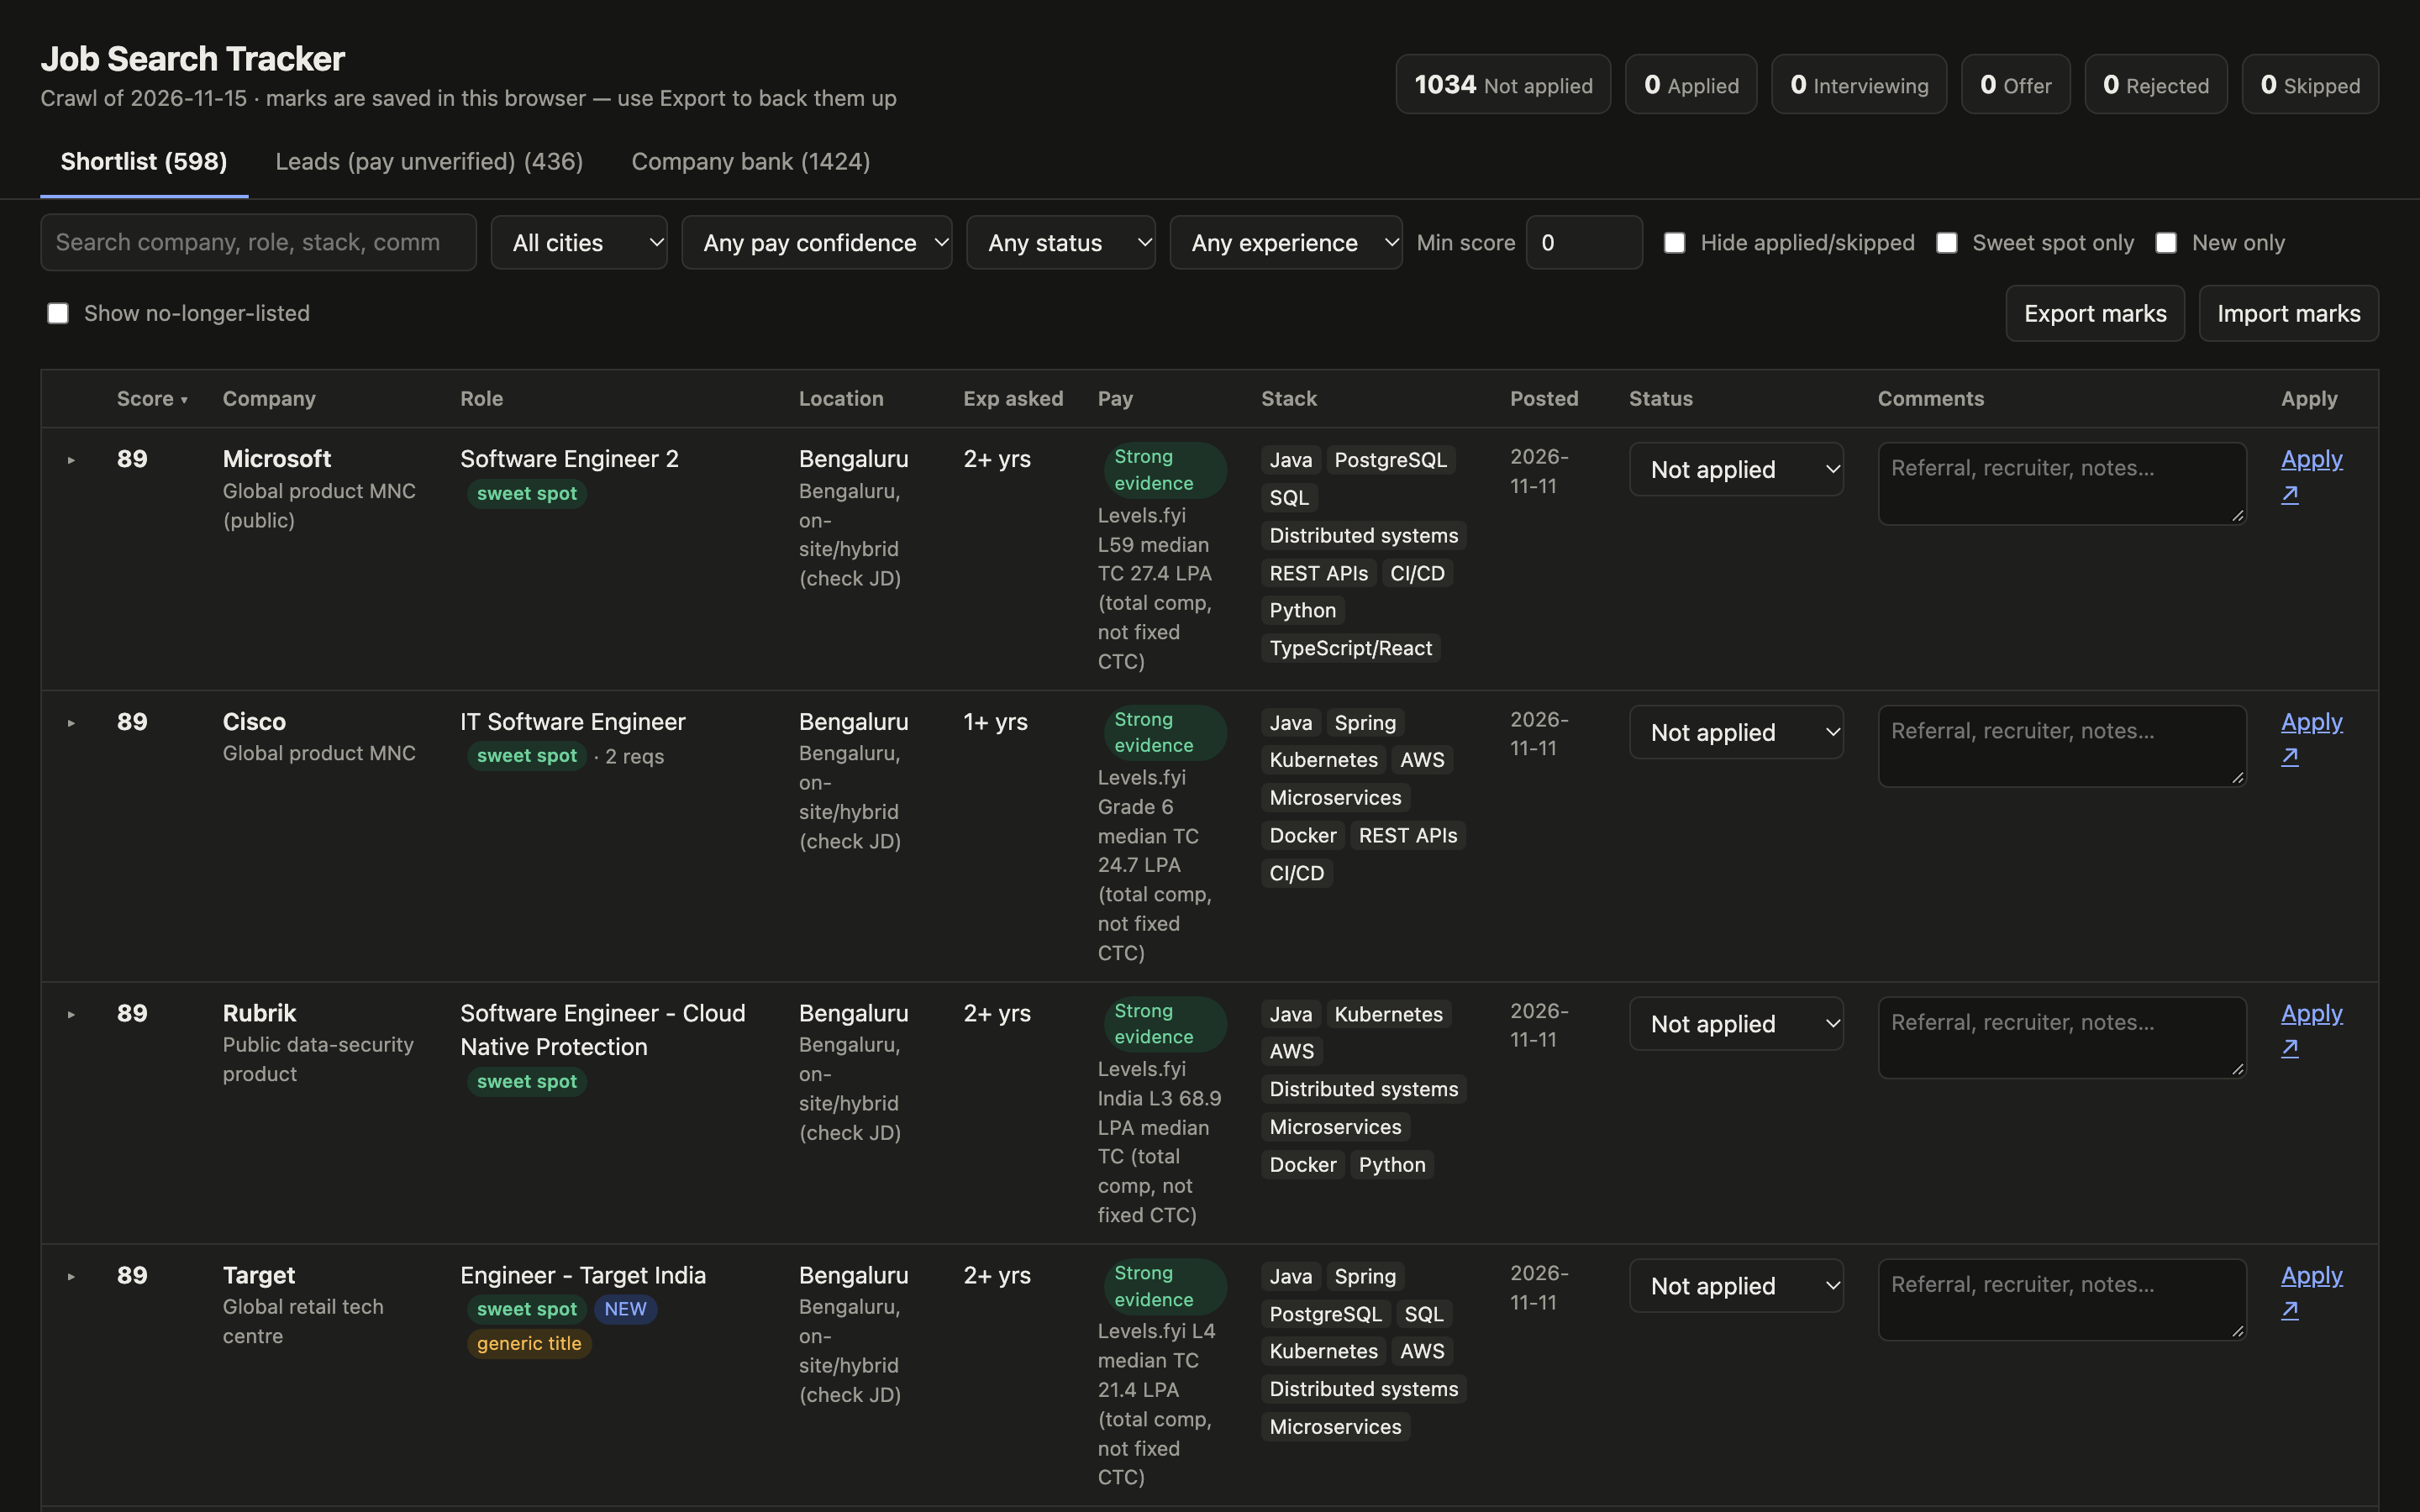 Job Search Tracker
Crawl of 2026-11-15 · marks are saved in this browser — use Export to back them up
1034 Not applied
0 Applied
0 Interviewing
0 Offer
0 Rejected
0 Skipped
Shortlist (598)
Leads (pay unverified) (436)
Company bank (1424)
Search company, role, stack, comm
All cities
Any pay confidence
Any status
Any experience
Min score
0
Hide applied/skipped
Sweet spot only
New only
Show no-longer-listed
Export marks
Import marks
Score ▾
Company
Role
Location
Exp asked
Pay
Stack
Posted
Status
Comments
Apply
89
Microsoft
Global product MNC
(public)
Software Engineer 2
sweet spot
Bengaluru
Bengaluru,
on-
site/hybrid
(check JD)
2+ yrs
Strong
evidence
Levels.fyi
L59 median
TC 27.4 LPA
(total comp,
not fixed
CTC)
Java PostgreSQL
SQL
Distributed systems
REST APIs CI/CD
Python
TypeScript/React
2026-
11-11
Not applied
Referral, recruiter, notes...
Apply
↗
89
Cisco
Global product MNC
IT Software Engineer
sweet spot · 2 reqs
Bengaluru
Bengaluru,
on-
site/hybrid
(check JD)
1+ yrs
Strong
evidence
Levels.fyi
Grade 6
median TC
24.7 LPA
(total comp,
not fixed
CTC)
Java Spring
Kubernetes AWS
Microservices
Docker REST APIs
CI/CD
2026-
11-11
Not applied
Referral, recruiter, notes...
Apply
↗
89
Rubrik
Public data-security
product
Software Engineer - Cloud
Native Protection
sweet spot
Bengaluru
Bengaluru,
on-
site/hybrid
(check JD)
2+ yrs
Strong
evidence
Levels.fyi
India L3 68.9
LPA median
TC (total
comp, not
fixed CTC)
Java Kubernetes
AWS
Distributed systems
Microservices
Docker Python
2026-
11-11
Not applied
Referral, recruiter, notes...
Apply
↗
89
Target
Global retail tech
centre
Engineer - Target India
sweet spot NEW
generic title
Bengaluru
Bengaluru,
on-
site/hybrid
(check JD)
2+ yrs
Strong
evidence
Levels.fyi L4
median TC
21.4 LPA
(total comp,
not fixed
CTC)
Java Spring
PostgreSQL SQL
Kubernetes AWS
Distributed systems
Microservices
2026-
11-11
Not applied
Referral, recruiter, notes...
Apply
↗